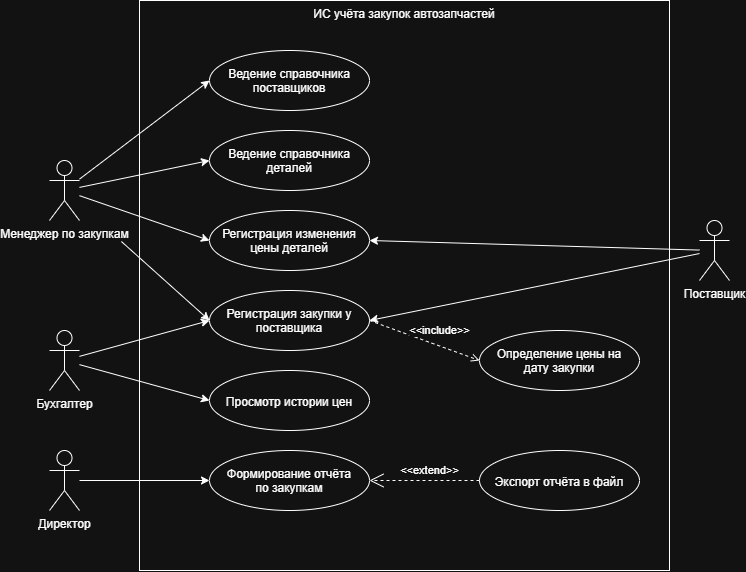 ИС учёта закупок автозапчастей
Ведение справочника
поставщиков
Ведение справочника
деталей
Менеджер по закупкам
Регистрация изменения
цены деталей
Поставщик
Регистрация закупки у
поставщика
<<include>>
Определение цены на
дату закупки
Бухгалтер
Просмотр истории цен
Формирование отчёта
по закупкам
<<extend>>
Экспорт отчёта в файл
Директор